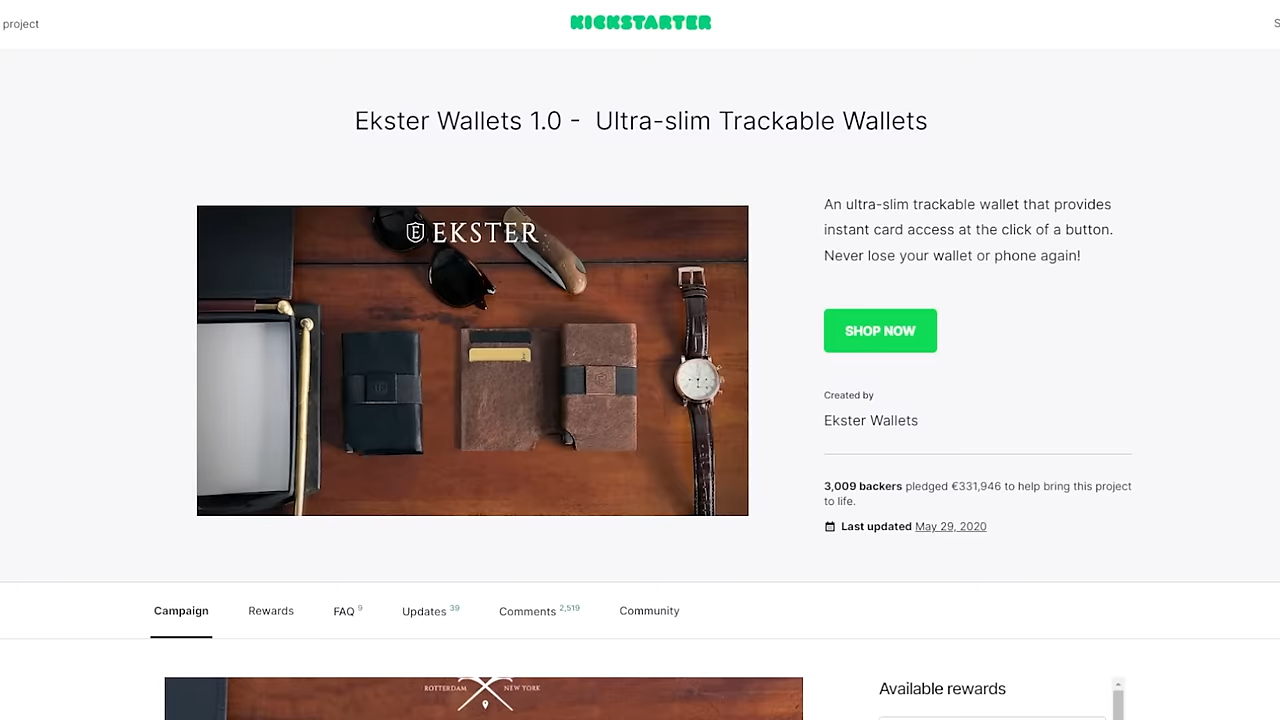 project
KICKSTARTER
S
Ekster Wallets 1.0 - Ultra-slim Trackable Wallets
EKSTER
An ultra-slim trackable wallet that provides
instant card access at the click of a button.
Never lose your wallet or phone again!
SHOP NOW
Created by
Ekster Wallets
3,009 backers pledged €331,946 to help bring this project
to life.
Last updated May 29, 2020
Campaign
Rewards
FAQ 9
Updates 39
Comments 2,519
Community
ROTTERDAM NEW YORK
Available rewards